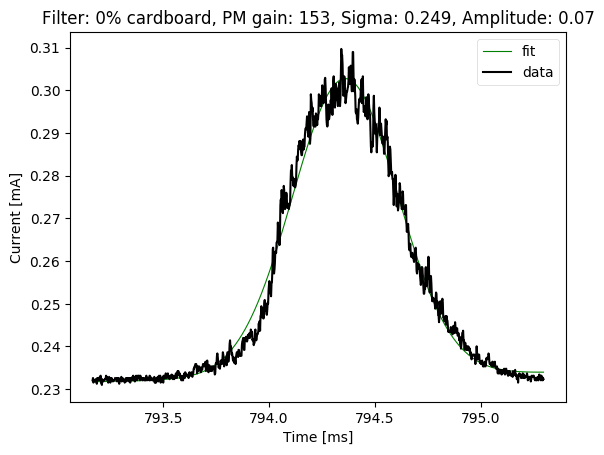 Filter: 0% cardboard, PM gain: 153, Sigma: 0.249, Amplitude: 0.07
fit
data
0.31
0.30
0.29
0.28
0.27
0.26
0.25
0.24
0.23
Current [mA]
793.5 794.0 794.5 795.0
Time [ms]